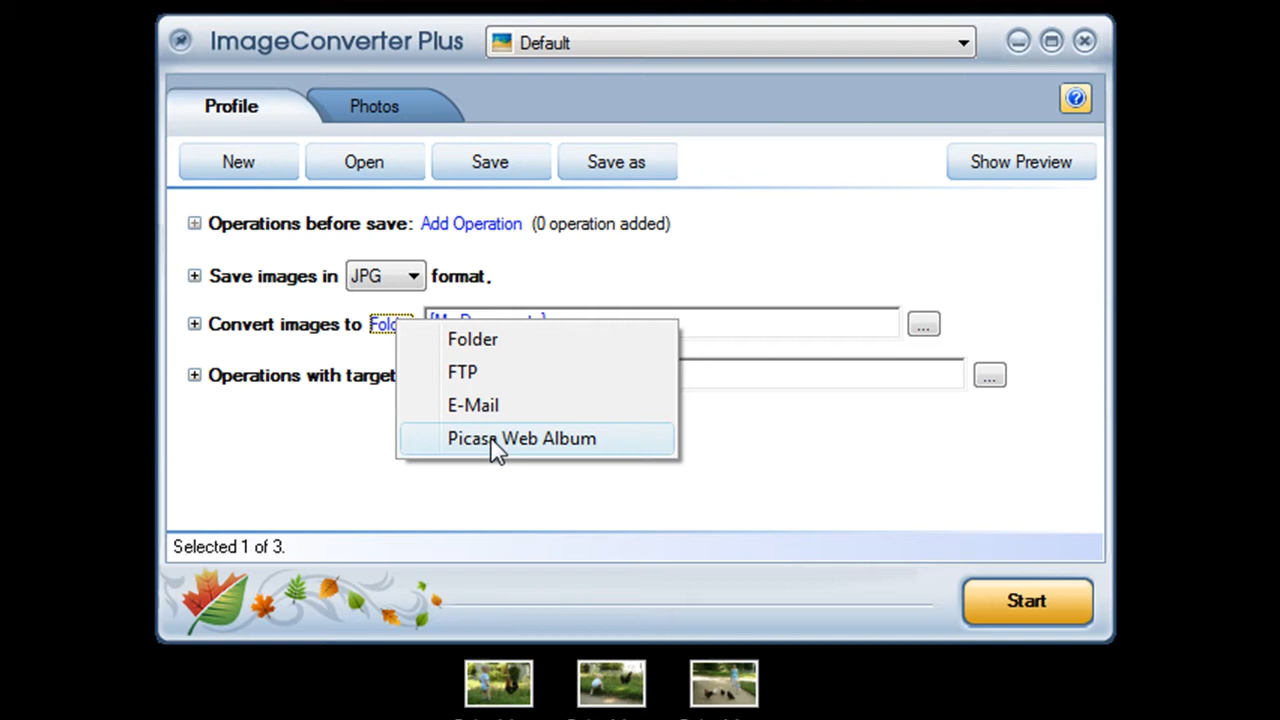 ImageConverter Plus
Default
Profile
Photos
New
Open
Save
Save as
Show Preview
Operations before save: Add Operation (0 operation added)
Save images in JPG format.
Convert images to
...
Folder
FTP
E-Mail
Picasa Web Album
Operations with target
...
Selected 1 of 3.
Start